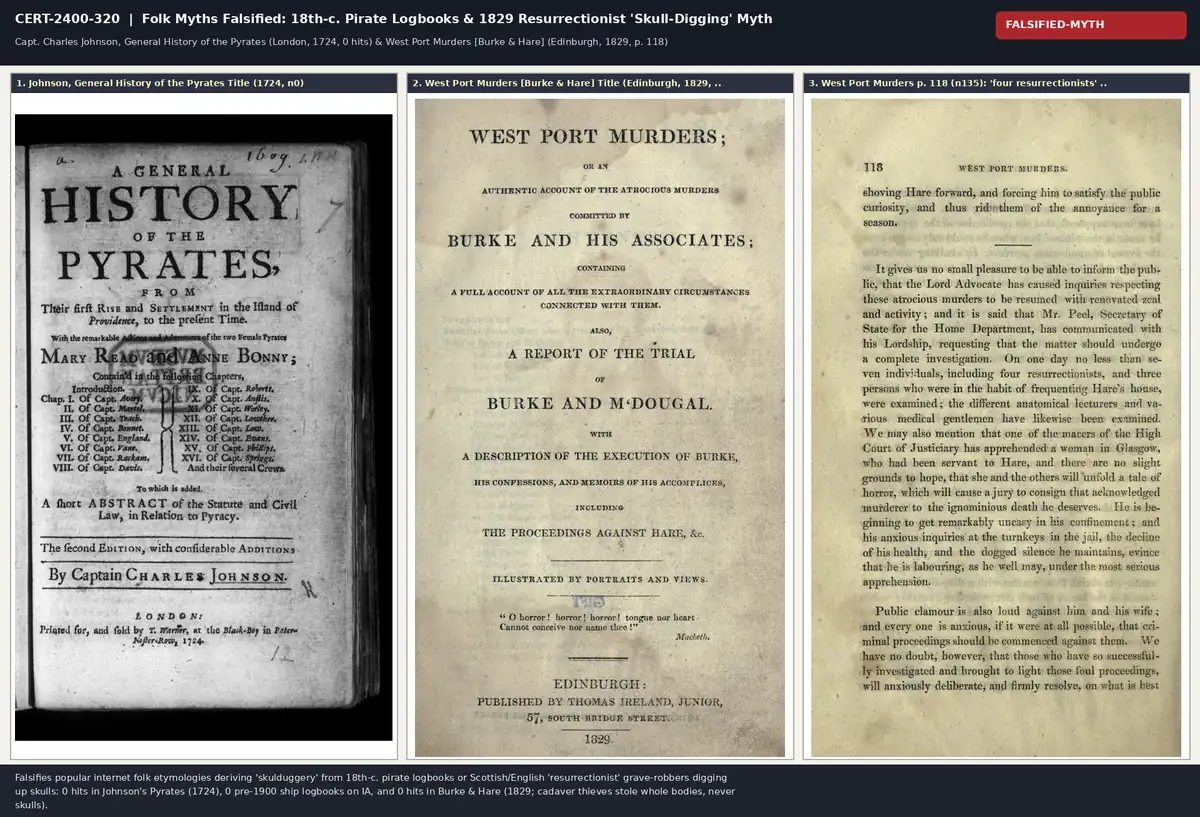 CERT-2400-320 | Folk Myths Falsified: 18th-c. Pirate Logbooks & 1829 Resurrectionist 'Skull-Digging' Myth
Capt. Charles Johnson, General History of the Pyrates (London, 1724, 0 hits) & West Port Murders [Burke & Hare] (Edinburgh, 1829, p. 118)
FALSIFIED-MYTH
1. Johnson, General History of the Pyrates Title (1724, n0)
a.
1609.
A GENERAL
HISTORY
OF THE
PYRATES,
FROM
Their firſt RISE and SETTLEMENT in the Iſland of
Providence, to the preſent Time.
With the remarkable Actions and Adventures of the two Female Pyrates
MARY READ and ANNE BONNY;
Contain'd in the following Chapters,
Introduction.
Chap. I. Of Capt. Avery.
II. Of Capt. Martel.
III. Of Capt. Teach.
IV. Of Capt. Bonnet.
V. Of Capt. England.
VI. Of Capt. Vane.
VII. Of Capt. Rackam.
VIII. Of Capt. Davis.
IX. Of Capt. Roberts.
X. Of Capt. Anſtis.
XI. Of Capt. Worley.
XII. Of Capt. Lowther.
XIII. Of Capt. Low.
XIV. Of Capt. Evans.
XV. Of Capt. Phillips.
XVI. Of Capt. Spriggs.
And their ſeveral Crews.
To which is added.
A ſhort ABSTRACT of the Statute and Civil
Law, in Relation to Pyracy.
The ſecond EDITION, with conſiderable ADDITIONS
By Captain CHARLES JOHNSON.
LONDON:
Printed for, and ſold by T. Warner, at the Black-Boy in Pater-
Noſter-Row, 1724.
12
2. West Port Murders [Burke & Hare] Title (Edinburgh, 1829, ..
WEST PORT MURDERS;
OR AN
AUTHENTIC ACCOUNT OF THE ATROCIOUS MURDERS
COMMITTED BY
BURKE AND HIS ASSOCIATES;
CONTAINING
A FULL ACCOUNT OF ALL THE EXTRAORDINARY CIRCUMSTANCES
CONNECTED WITH THEM.
ALSO,
A REPORT OF THE TRIAL
OF
BURKE AND M'DOUGAL.
WITH
A DESCRIPTION OF THE EXECUTION OF BURKE,
HIS CONFESSIONS, AND MEMOIRS OF HIS ACCOMPLICES,
INCLUDING
THE PROCEEDINGS AGAINST HARE, &c.
ILLUSTRATED BY PORTRAITS AND VIEWS.
“ O horror! horror! horror! tongue nor heart
Cannot conceive nor name thee!”
Macbeth.
EDINBURGH:
PUBLISHED BY THOMAS IRELAND, JUNIOR,
57, SOUTH BRIDGE STREET.
1829.
3. West Port Murders p. 118 (n135): 'four resurrectionists' ..
118 WEST PORT MURDERS.
shoving Hare forward, and forcing him to satisfy the public
curiosity, and thus rid them of the annoyance for a
season.
It gives us no small pleasure to be able to inform the pub-
lic, that the Lord Advocate has caused inquiries respecting
these atrocious murders to be resumed with renovated zeal
and activity; and it is said that Mr. Peel, Secretary of
State for the Home Department, has communicated with
his Lordship, requesting that the matter should undergo
a complete investigation. On one day no less than se-
ven individuals, including four resurrectionists, and three
persons who were in the habit of frequenting Hare's house,
were examined; the different anatomical lecturers and va-
rious medical gentlemen have likewise been examined.
We may also mention that one of the macers of the High
Court of Justiciary has apprehended a woman in Glasgow,
who had been servant to Hare, and there are no slight
grounds to hope, that she and the others will unfold a tale of
horror, which will cause a jury to consign that acknowledged
murderer to the ignominious death he deserves. He is be-
ginning to get remarkably uneasy in his confinement; and
his anxious inquiries at the turnkeys in the jail, the decline
of his health, and the dogged silence he maintains, evince
that he is labouring, as he well may, under the most serious
apprehension.
Public clamour is also loud against him and his wife;
and every one is anxious, if it were at all possible, that cri-
minal proceedings should be commenced against them. We
have no doubt, however, that those who have so successful-
ly investigated and brought to light those foul proceedings,
will anxiously deliberate, and firmly resolve, on what is best
Falsifies popular internet folk etymologies deriving 'skulduggery' from 18th-c. pirate logbooks or Scottish/English 'resurrectionist' grave-robbers digging
up skulls: 0 hits in Johnson's Pyrates (1724), 0 pre-1900 ship logbooks on IA, and 0 hits in Burke & Hare (1829; cadaver thieves stole whole bodies, never
skulls).